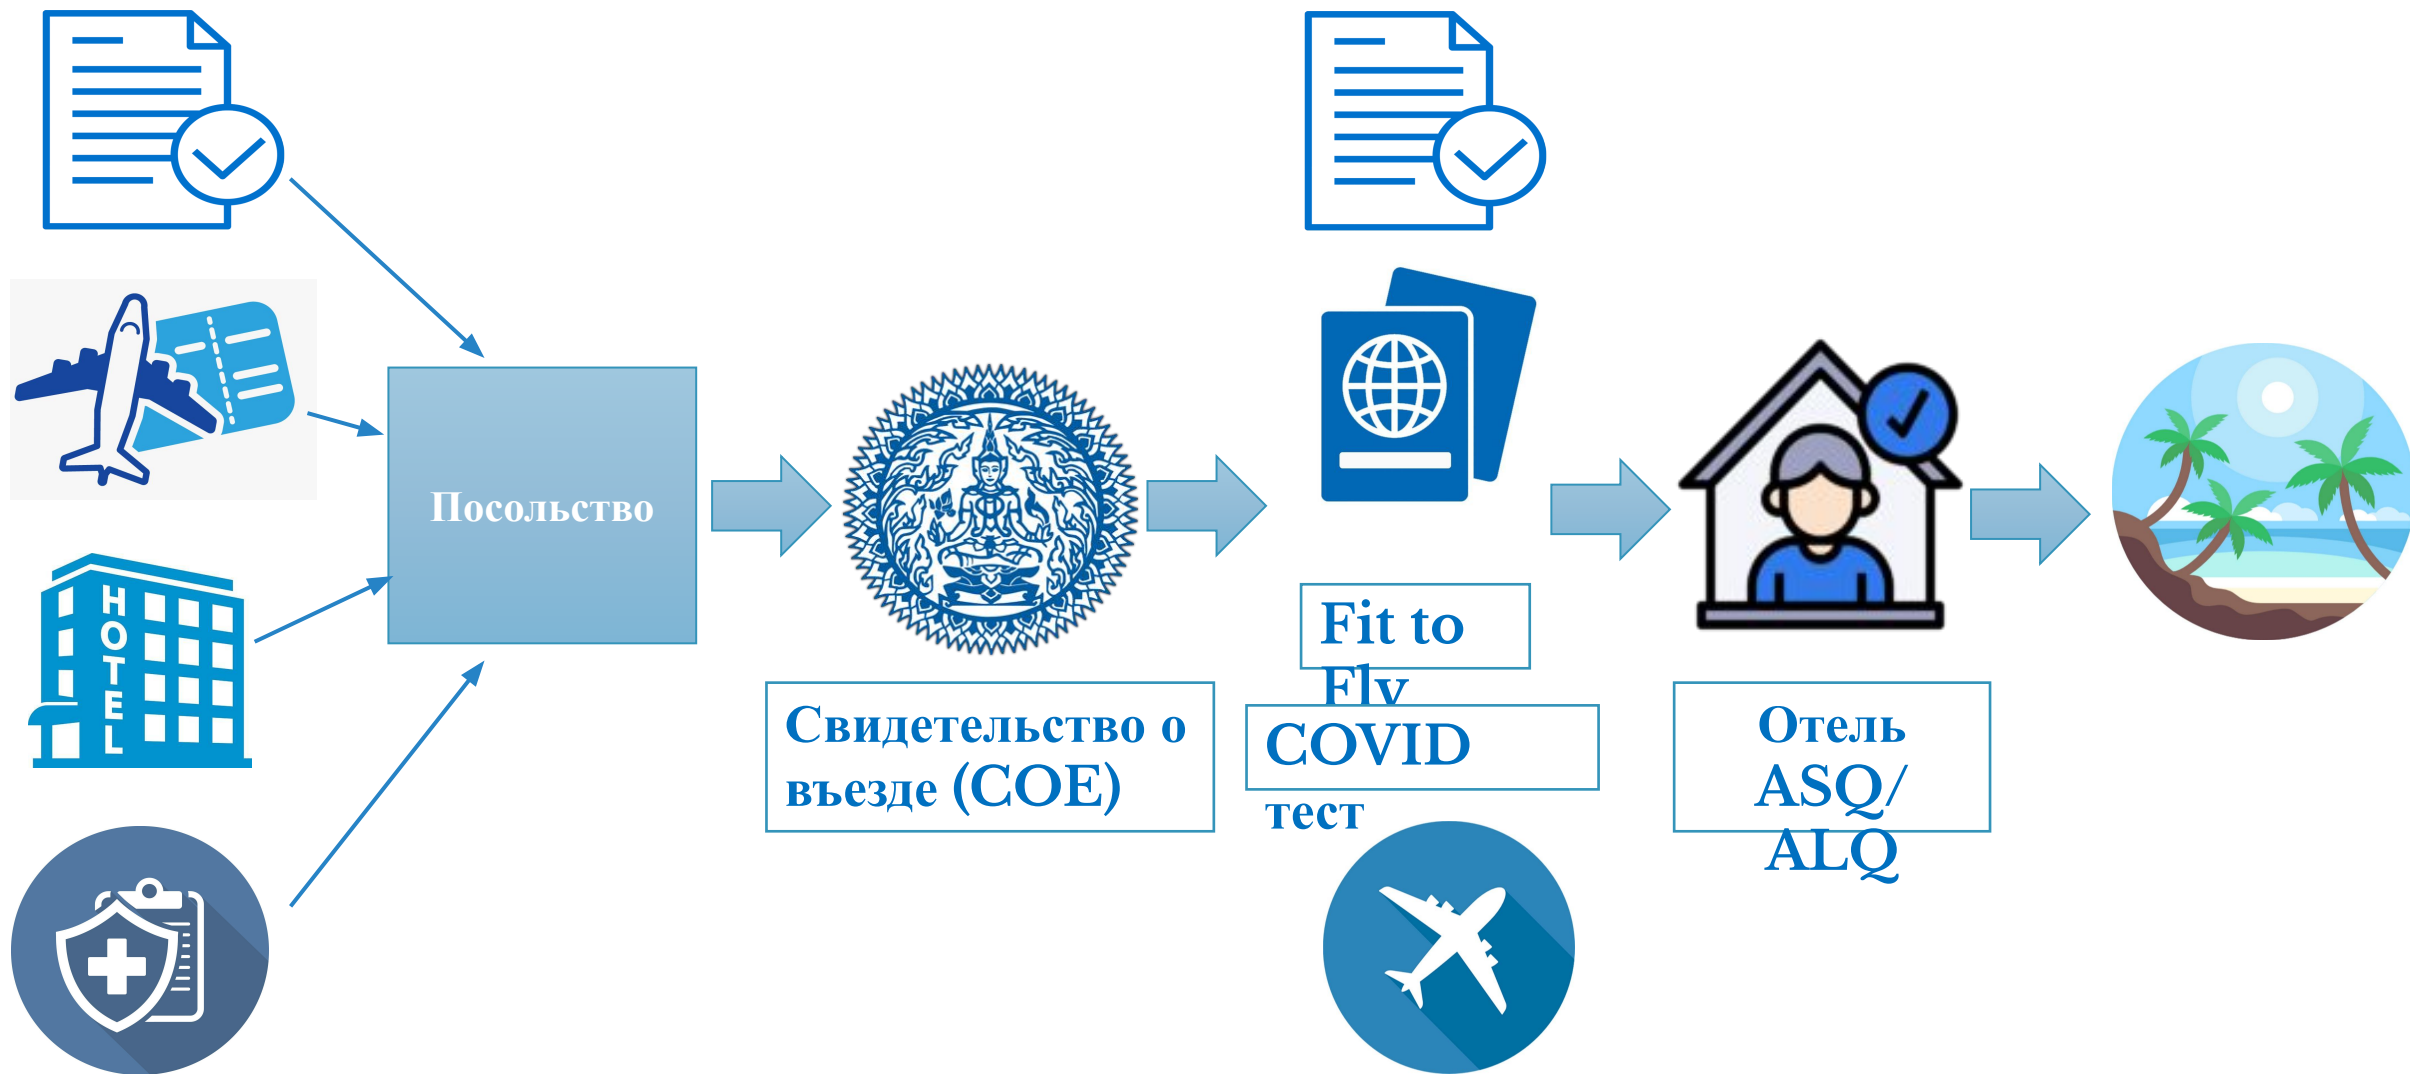 HOTEL
Посольство
Свидетельство о
въезде (COE)
Fit to
Fly
COVID
тест
Отель
ASQ/
ALQ